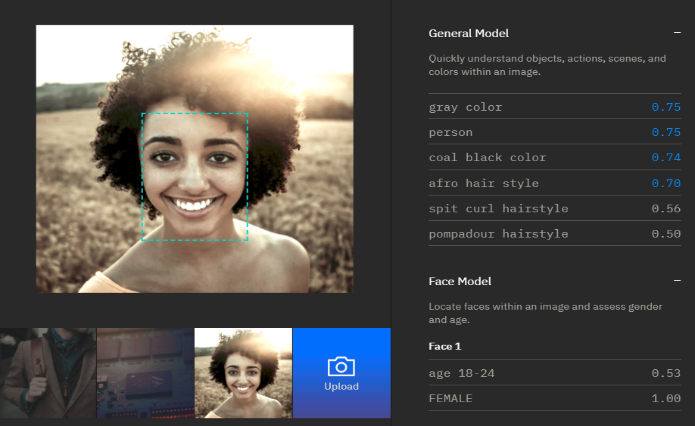 General Model
−
Quickly understand objects, actions, scenes, and
colors within an image.
gray color 0.75
person 0.75
coal black color 0.74
afro hair style 0.70
spit curl hairstyle 0.56
pompadour hairstyle 0.50
Face Model
−
Locate faces within an image and assess gender
and age.
Face 1
age 18-24 0.53
FEMALE 1.00
Upload